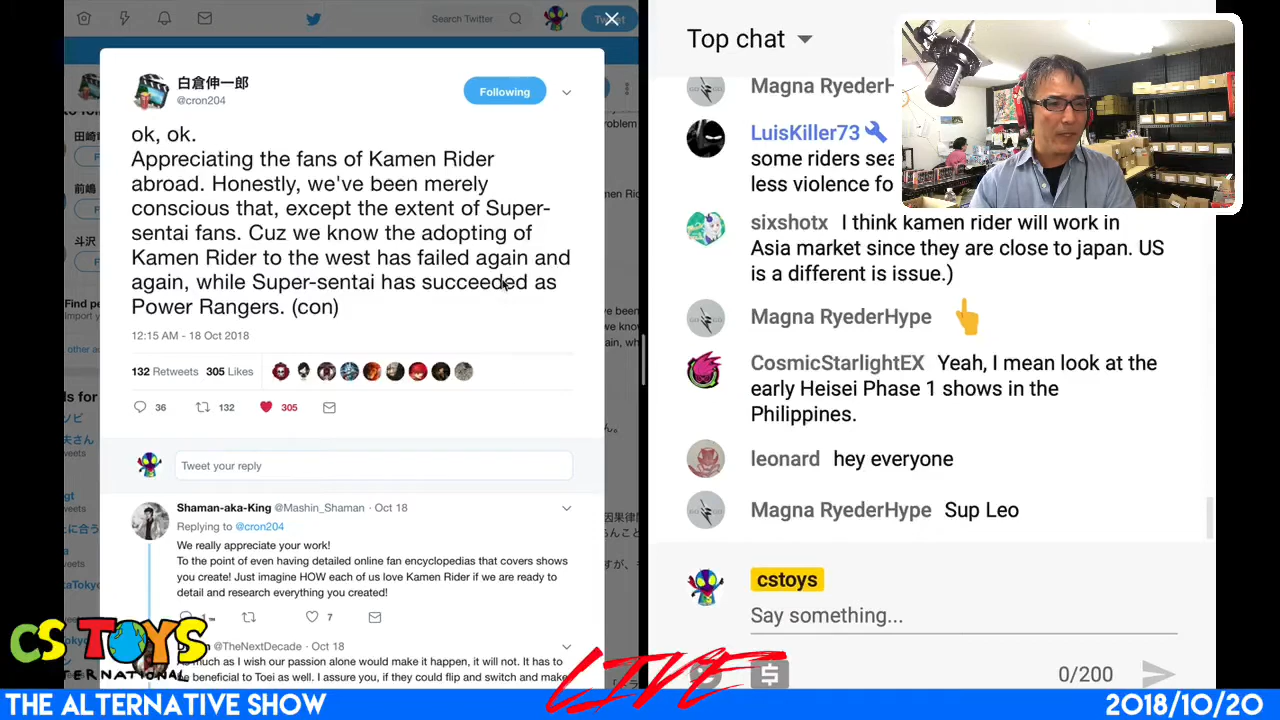 Search Twitter
Tweet
白倉伸一郎
@cron204
Following
ok, ok.
Appreciating the fans of Kamen Rider
abroad. Honestly, we've been merely
conscious that, except the extent of Super-
sentai fans. Cuz we know the adopting of
Kamen Rider to the west has failed again and
again, while Super-sentai has succeeded as
Power Rangers. (con)
12:15 AM - 18 Oct 2018
132 Retweets 305 Likes
36 132 305
Tweet your reply
Shaman-aka-King @Mashin_Shaman · Oct 18
Replying to @cron204
We really appreciate your work!
To the point of even having detailed online fan encyclopedias that covers shows
you create! Just imagine HOW each of us love Kamen Rider if we are ready to
detail and research everything you created!
7
@TheNextDecade · Oct 18
much as I wish our passion alone would make it happen, it will not. It has to
be beneficial to Toei as well. I assure you, if they could flip and switch and make
Top chat
Magna RyederH
LuisKiller73
some riders sea
less violence fo
sixshotx I think kamen rider will work in
Asia market since they are close to japan. US
is a different is issue.)
Magna RyederHype 👆
CosmicStarlightEX Yeah, I mean look at the
early Heisei Phase 1 shows in the
Philippines.
leonard hey everyone
Magna RyederHype Sup Leo
cstoys
Say something...
0/200
CS TOYS
INTERNATIONAL
LIVE
THE ALTERNATIVE SHOW
2018/10/20